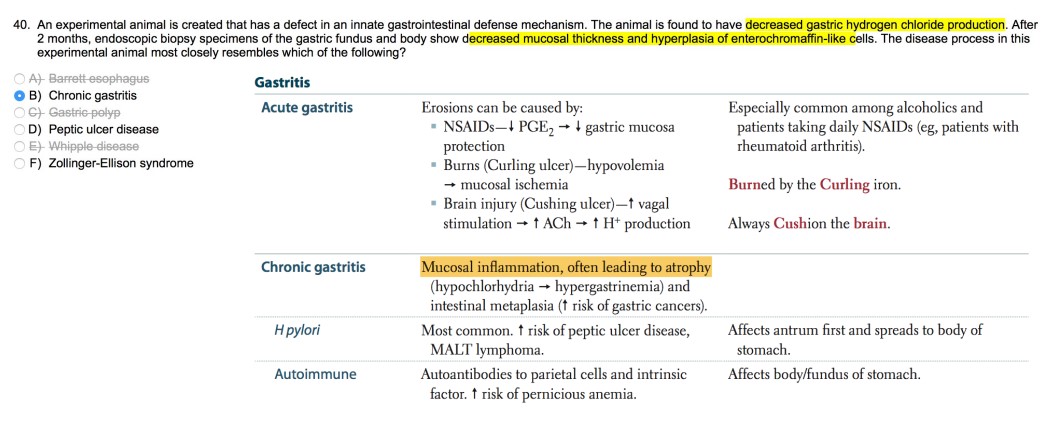 40. An experimental animal is created that has a defect in an innate gastrointestinal defense mechanism. The animal is found to have decreased gastric hydrogen chloride production. After
2 months, endoscopic biopsy specimens of the gastric fundus and body show decreased mucosal thickness and hyperplasia of enterochromaffin-like cells. The disease process in this
experimental animal most closely resembles which of the following?
A) Barrett esophagus
B) Chronic gastritis
C) Gastric polyp
D) Peptic ulcer disease
E) Whipple disease
F) Zollinger-Ellison syndrome
Gastritis
Acute gastritis
Erosions can be caused by:
▪ NSAIDs—↓ PGE₂ → ↓ gastric mucosa
protection
▪ Burns (Curling ulcer)—hypovolemia
→ mucosal ischemia
▪ Brain injury (Cushing ulcer)—↑ vagal
stimulation → ↑ ACh → ↑ H⁺ production
Especially common among alcoholics and
patients taking daily NSAIDs (eg, patients with
rheumatoid arthritis).
Burned by the Curling iron.
Always Cushion the brain.
Chronic gastritis
Mucosal inflammation, often leading to atrophy
(hypochlorhydria → hypergastrinemia) and
intestinal metaplasia (↑ risk of gastric cancers).
H pylori
Most common. ↑ risk of peptic ulcer disease,
MALT lymphoma.
Affects antrum first and spreads to body of
stomach.
Autoimmune
Autoantibodies to parietal cells and intrinsic
factor. ↑ risk of pernicious anemia.
Affects body/fundus of stomach.